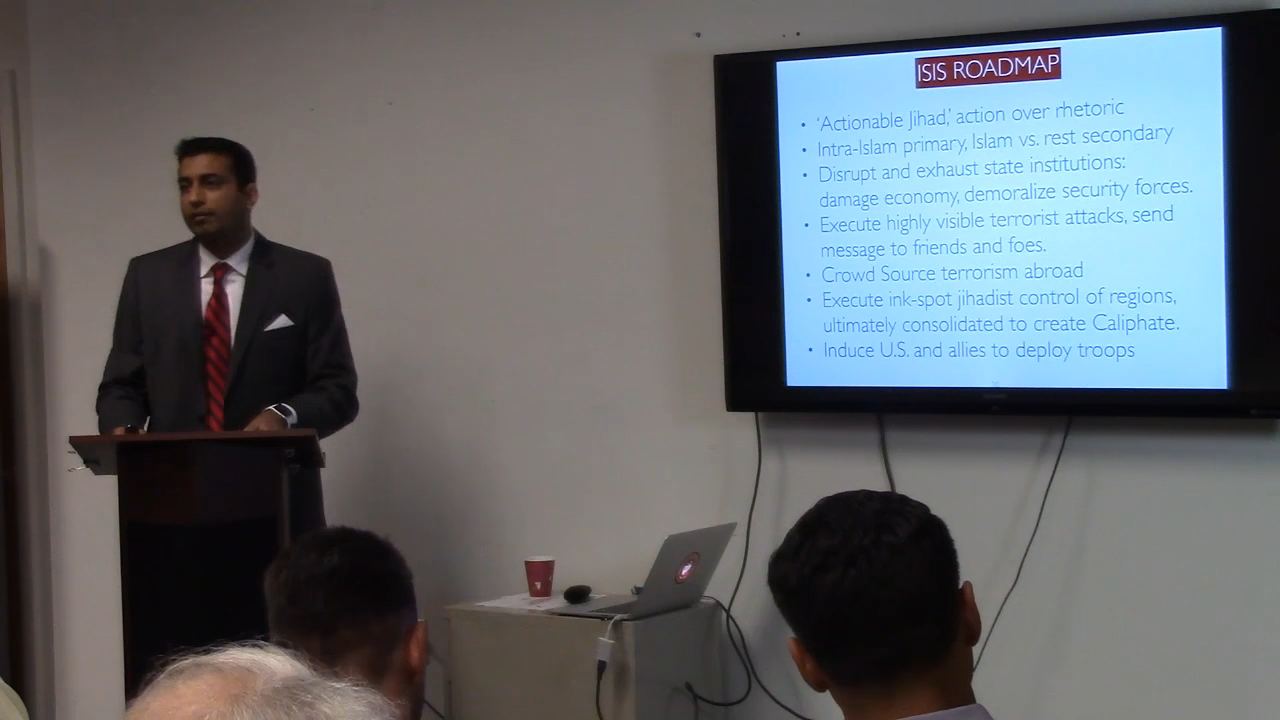 ISIS ROADMAP
• 'Actionable Jihad,' action over rhetoric
• Intra-Islam primary, Islam vs. rest secondary
• Disrupt and exhaust state institutions:
damage economy, demoralize security forces.
• Execute highly visible terrorist attacks, send
message to friends and foes.
• Crowd Source terrorism abroad
• Execute ink-spot jihadist control of regions,
ultimately consolidated to create Caliphate.
• Induce U.S. and allies to deploy troops